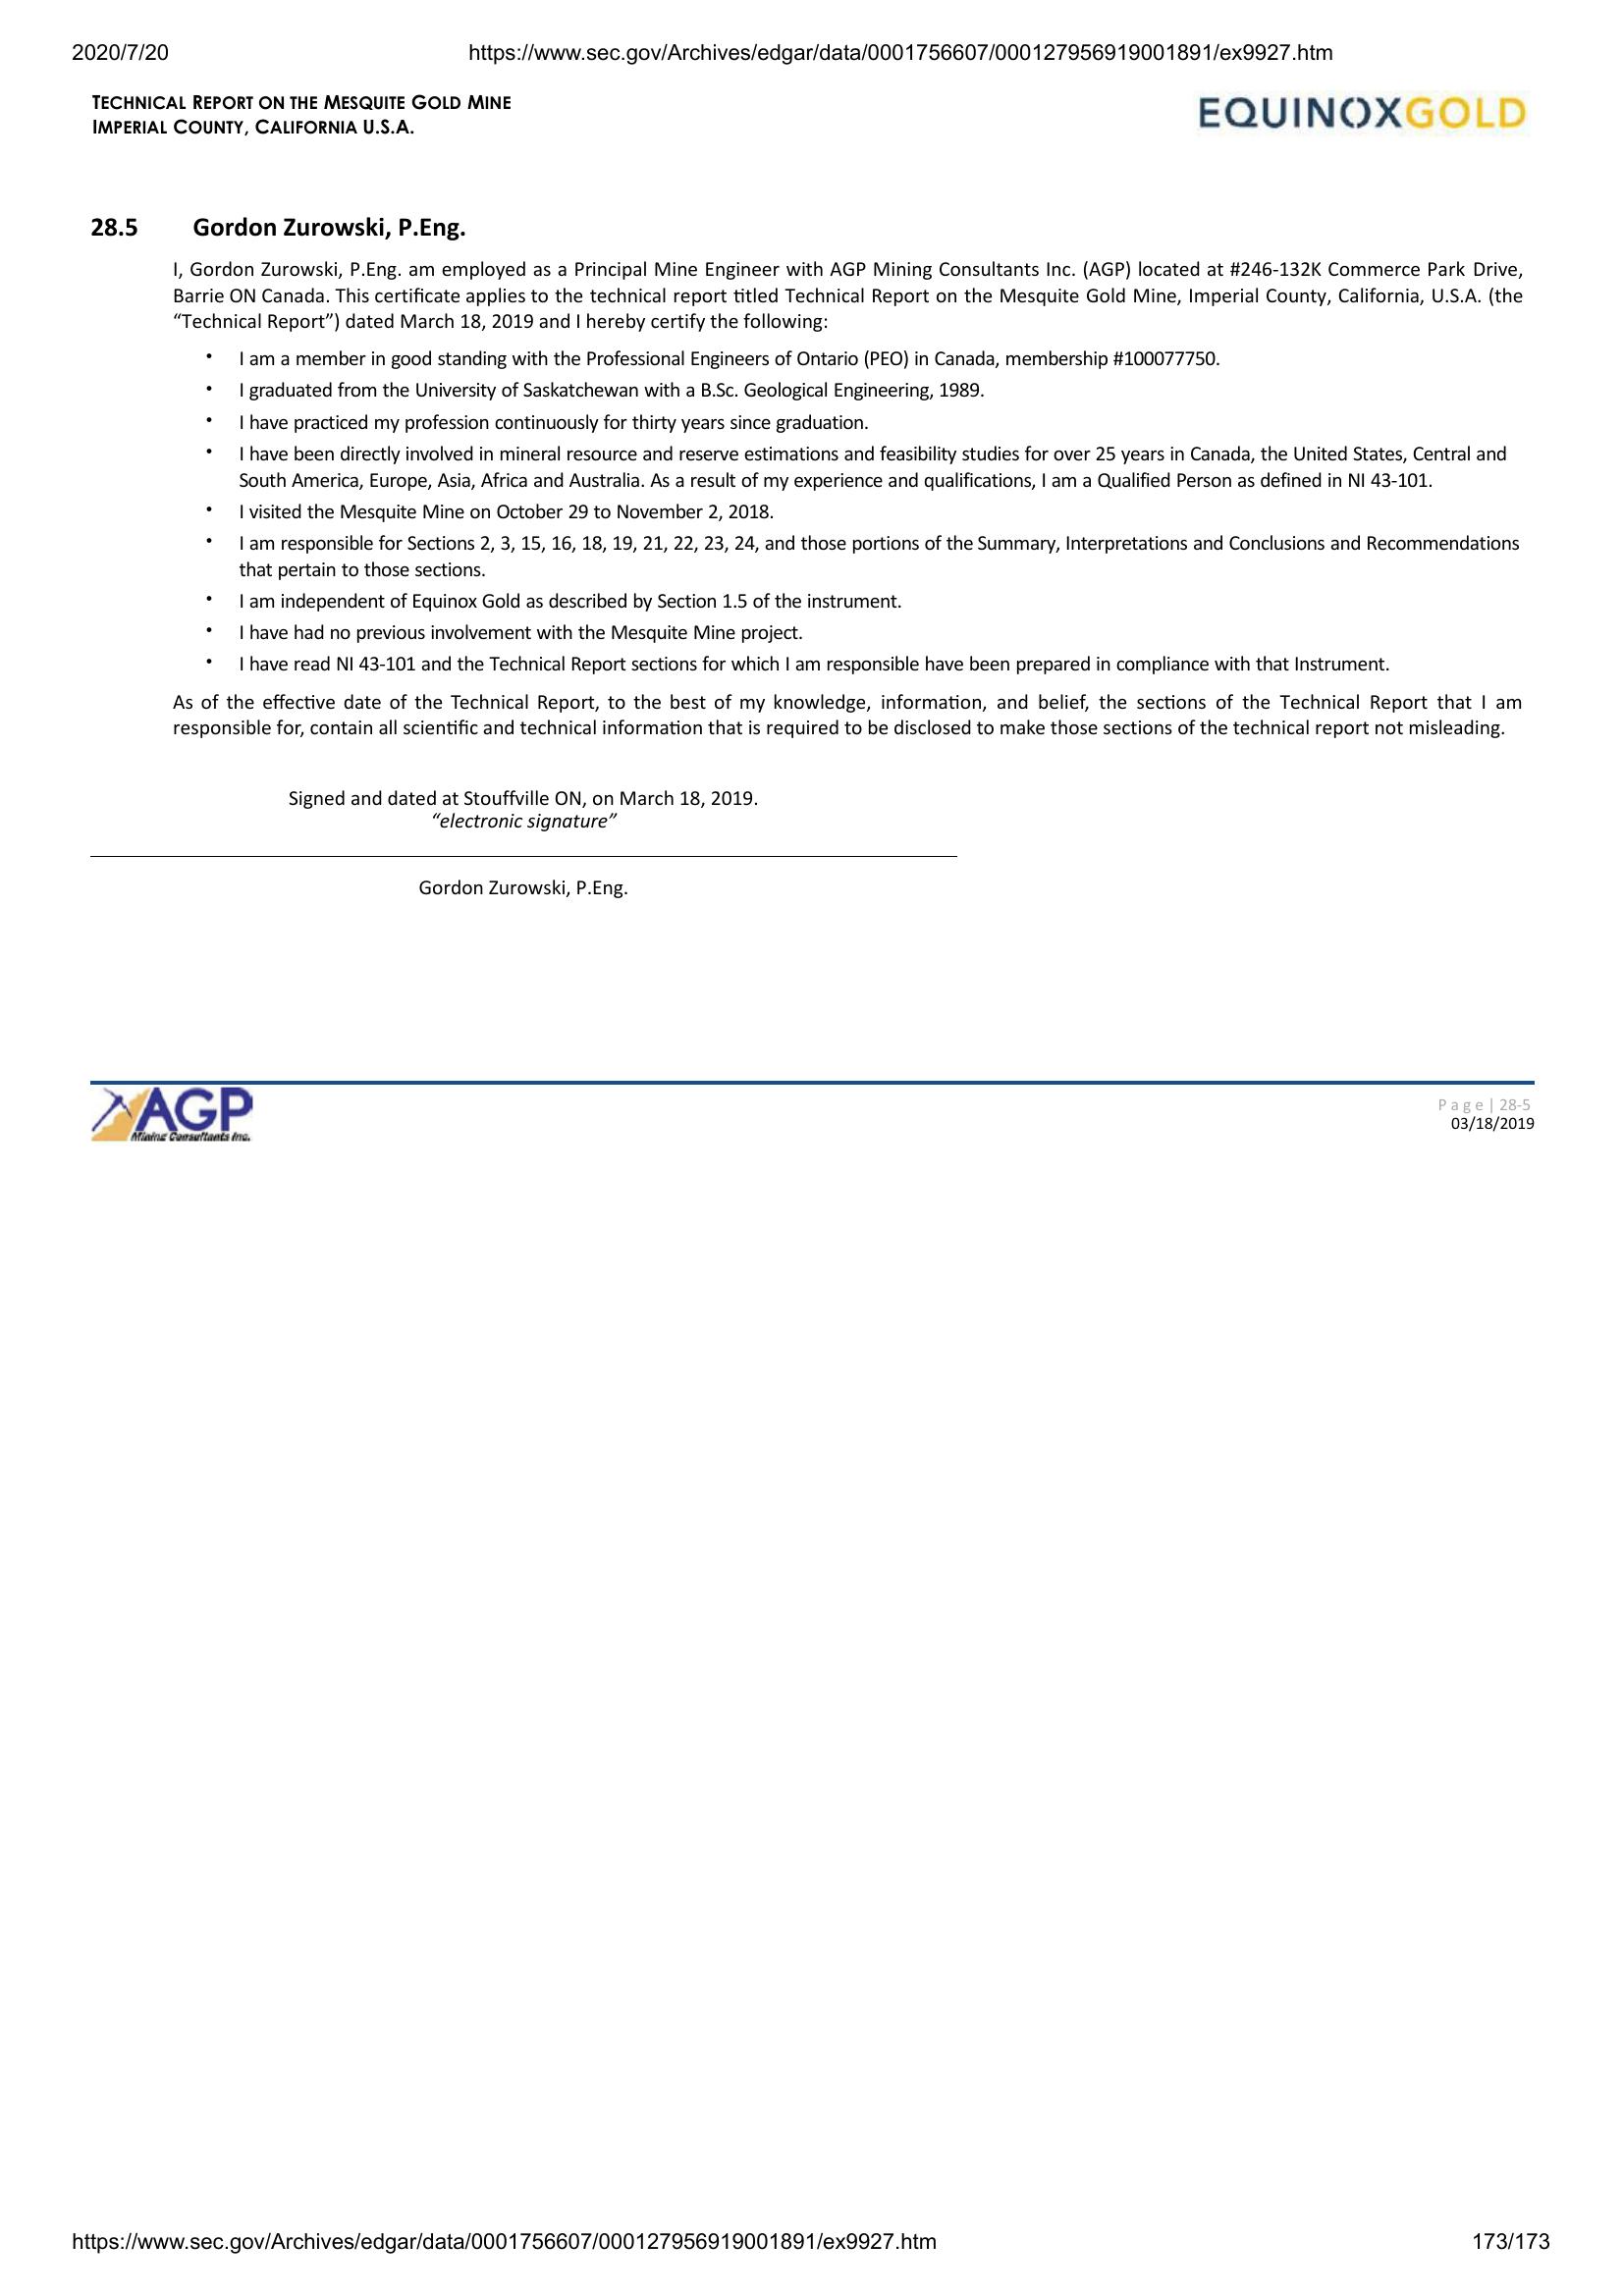 2020/7/20
https://www.sec.gov/Archives/edgar/data/0001756607/000127956919001891/ex9927.htm
TECHNICAL REPORT ON THE MESQUITE GOLD MINE
IMPERIAL COUNTY, CALIFORNIA U.S.A.
EQUINOXGOLD
28.5 Gordon Zurowski, P.Eng.
I, Gordon Zurowski, P.Eng. am employed as a Principal Mine Engineer with AGP Mining Consultants Inc. (AGP) located at #246-132K Commerce Park Drive,
Barrie ON Canada. This certificate applies to the technical report titled Technical Report on the Mesquite Gold Mine, Imperial County, California, U.S.A. (the
“Technical Report”) dated March 18, 2019 and I hereby certify the following:
• I am a member in good standing with the Professional Engineers of Ontario (PEO) in Canada, membership #100077750.
• I graduated from the University of Saskatchewan with a B.Sc. Geological Engineering, 1989.
• I have practiced my profession continuously for thirty years since graduation.
• I have been directly involved in mineral resource and reserve estimations and feasibility studies for over 25 years in Canada, the United States, Central and
South America, Europe, Asia, Africa and Australia. As a result of my experience and qualifications, I am a Qualified Person as defined in NI 43-101.
• I visited the Mesquite Mine on October 29 to November 2, 2018.
• I am responsible for Sections 2, 3, 15, 16, 18, 19, 21, 22, 23, 24, and those portions of the Summary, Interpretations and Conclusions and Recommendations
that pertain to those sections.
• I am independent of Equinox Gold as described by Section 1.5 of the instrument.
• I have had no previous involvement with the Mesquite Mine project.
• I have read NI 43-101 and the Technical Report sections for which I am responsible have been prepared in compliance with that Instrument.
As of the effective date of the Technical Report, to the best of my knowledge, information, and belief, the sections of the Technical Report that I am
responsible for, contain all scientific and technical information that is required to be disclosed to make those sections of the technical report not misleading.
Signed and dated at Stouffville ON, on March 18, 2019.
“electronic signature”
Gordon Zurowski, P.Eng.
AGP
Mining Consultants Inc.
Page | 28-5
03/18/2019
https://www.sec.gov/Archives/edgar/data/0001756607/000127956919001891/ex9927.htm
173/173